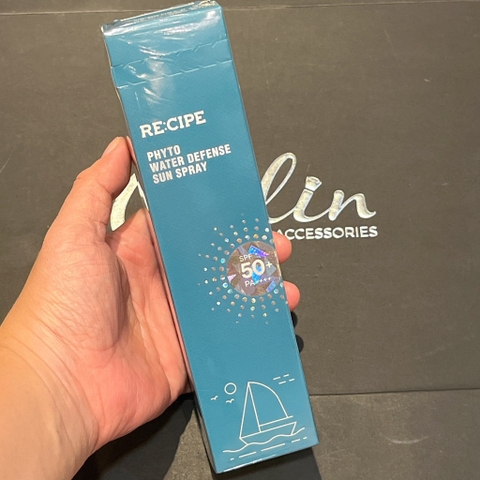 RE:CIPE
PHYTO
WATER DEFENSE
SUN SPRAY
SPF
50+
PA++++
ACCESSORIES